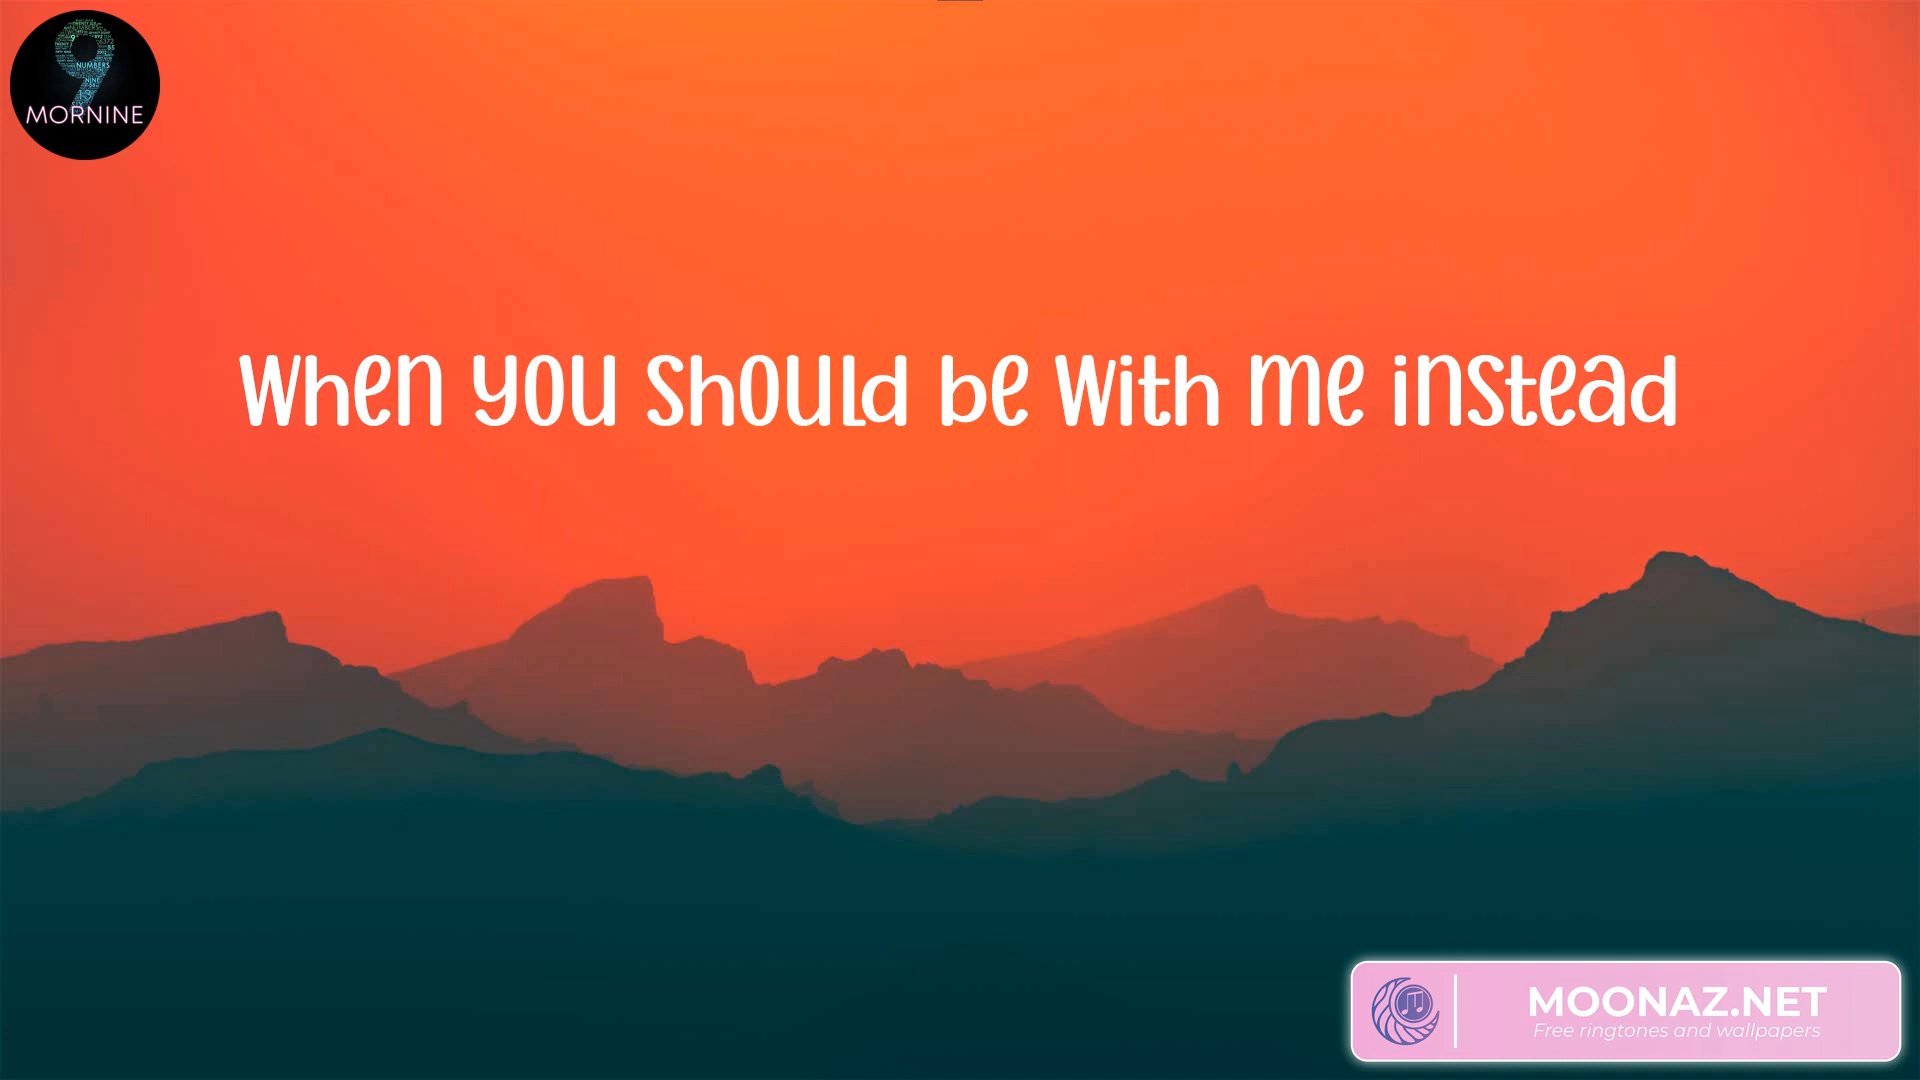 MORNINE
When you should be with me instead
MOONAZ.NET
Free ringtones and wallpapers